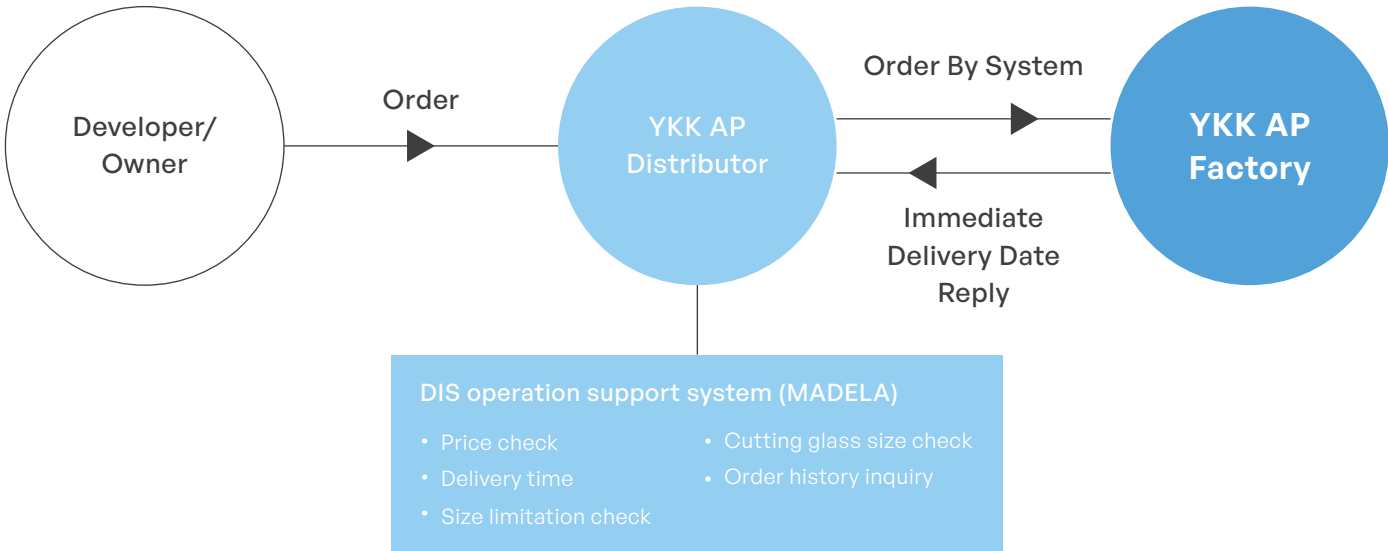 Developer/
Owner
Order
YKK AP
Distributor
Order By System
Immediate
Delivery Date
Reply
YKK AP
Factory
DIS operation support system (MADELA)
• Price check
• Delivery time
• Size limitation check
• Cutting glass size check
• Order history inquiry